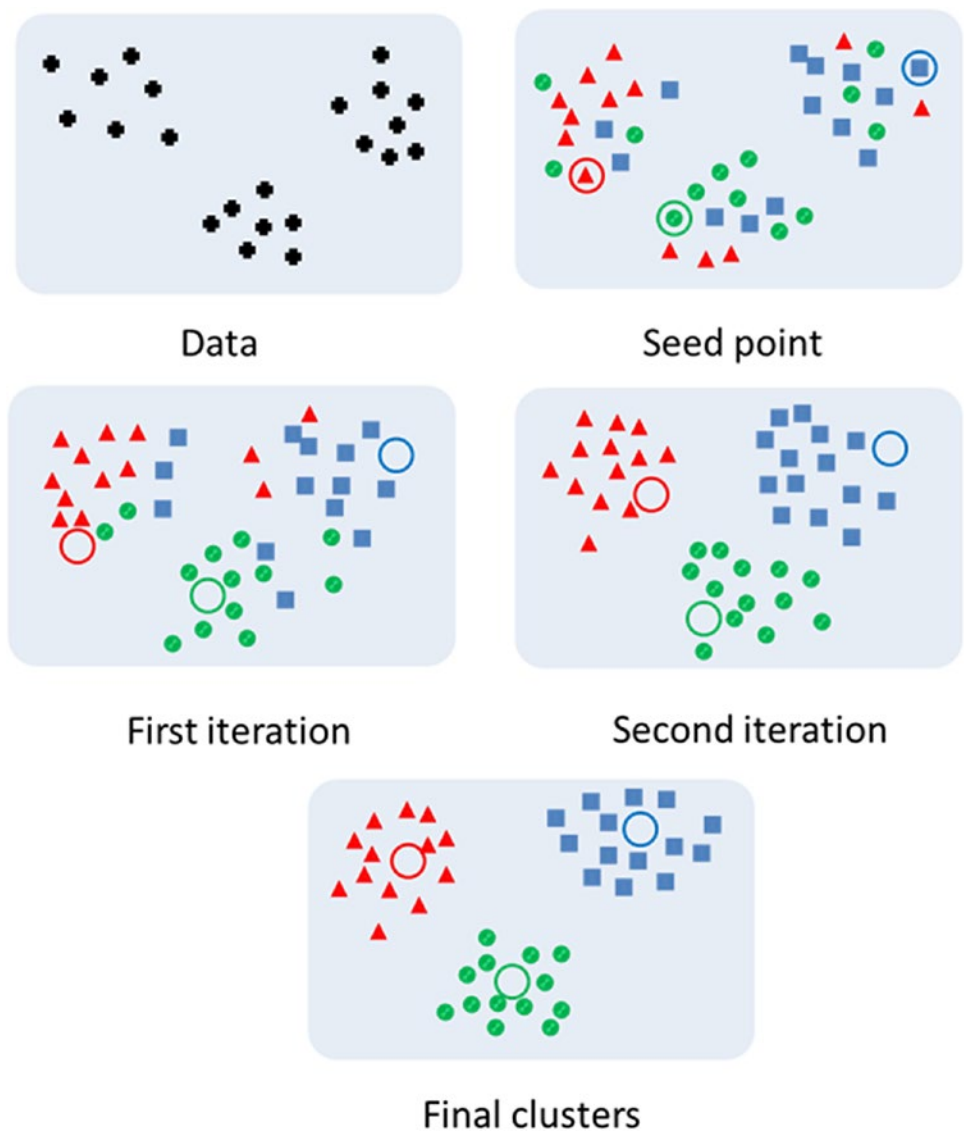 Data
Seed point
First iteration
Second iteration
Final clusters